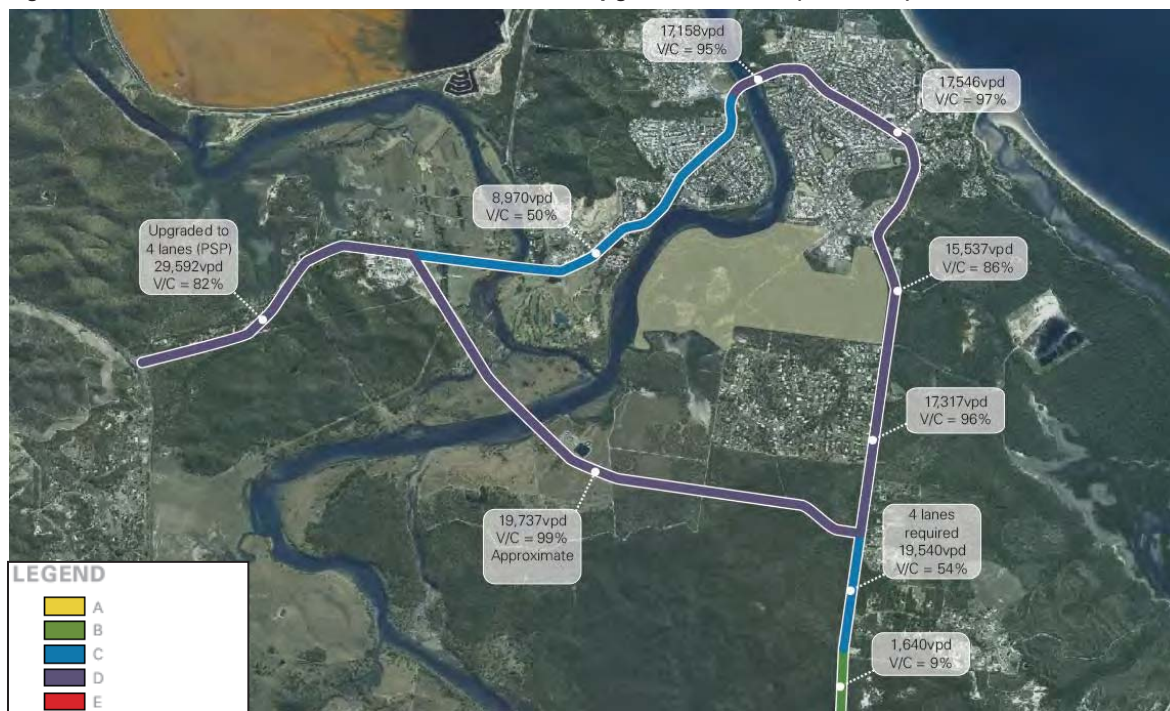 17,158vpd
V/C = 95%
17,546vpd
V/C = 97%
8,970vpd
V/C = 50%
Upgraded to
4 lanes (PSP)
29,592vpd
V/C = 82%
15,537vpd
V/C = 86%
17,317vpd
V/C = 96%
19,737vpd
V/C = 99%
Approximate
4 lanes
required
19,540vpd
V/C = 54%
1,640vpd
V/C = 9%
LEGEND
A
B
C
D
E